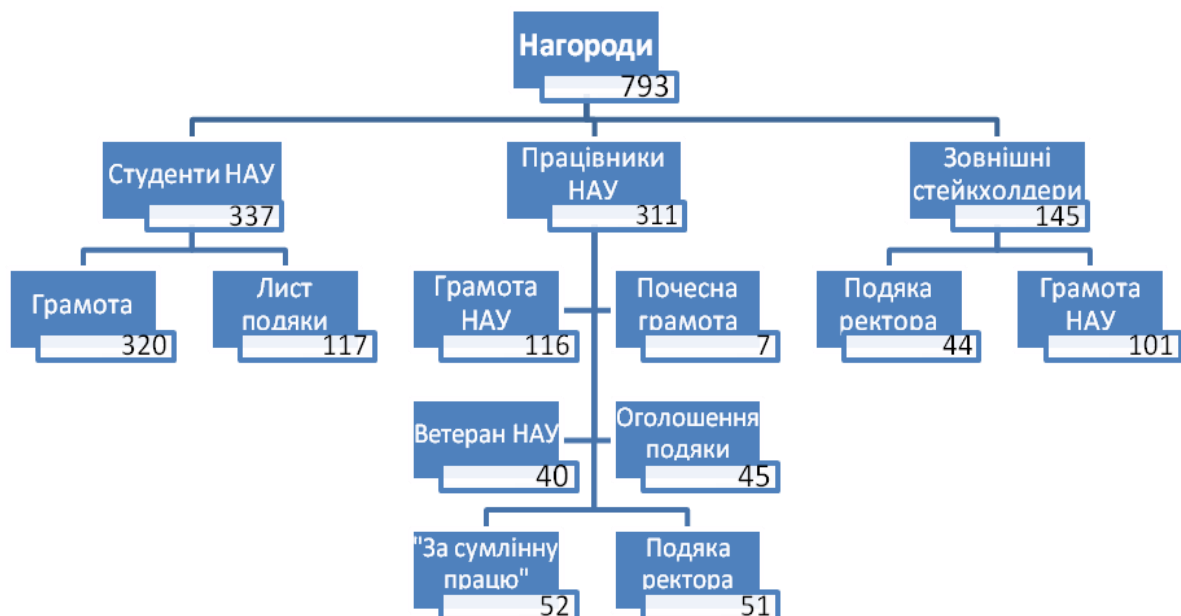 Нагороди
793
Студенти НАУ
337
Працівники
НАУ
311
Зовнішні
стейкхолдери
145
Грамота
320
Лист
подяки
117
Грамота
НАУ
116
Почесна
грамота
7
Подяка
ректора
44
Грамота
НАУ
101
Ветеран НАУ
40
Оголошення
подяки
45
"За сумлінну
працю"
52
Подяка
ректора
51